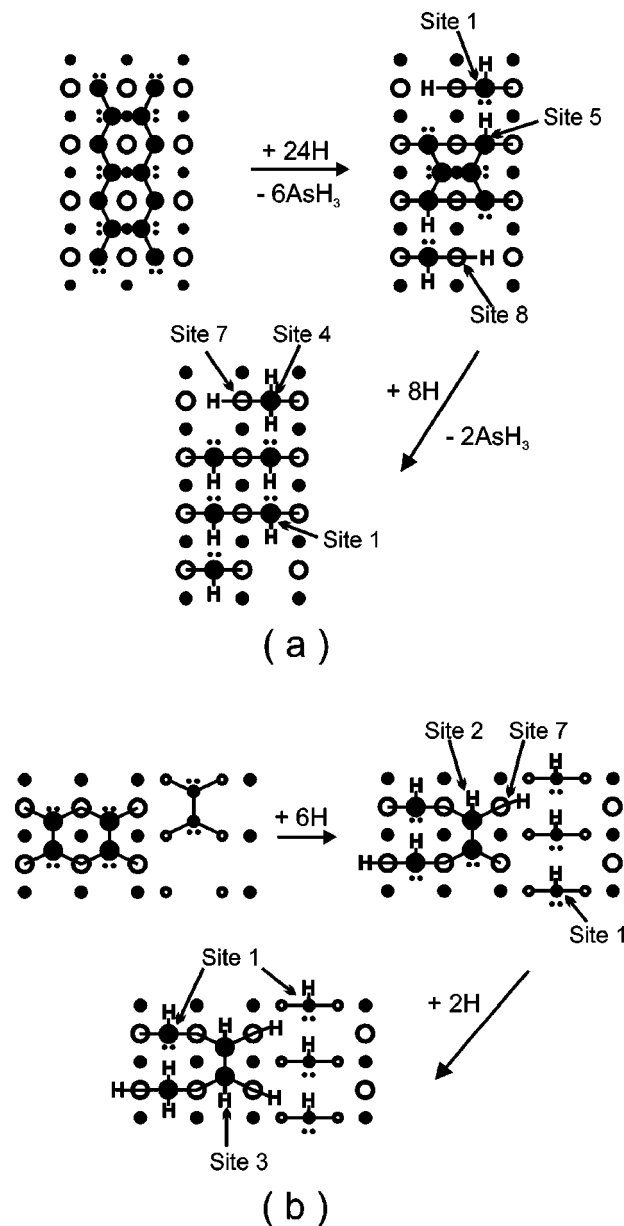 Site 1
H
H
H
Site 5
+ 24H
- 6AsH₃
H
H
H
Site 8
Site 7 Site 4
+ 8H
- 2AsH₃
H
H
H
H H
H H
Site 1
H
( a )
Site 2 Site 7
H
H H H
+ 6H
H H
H
H
Site 1
Site 1
+ 2H
H
H H H
H
H
H H H
H
H
Site 3
( b )